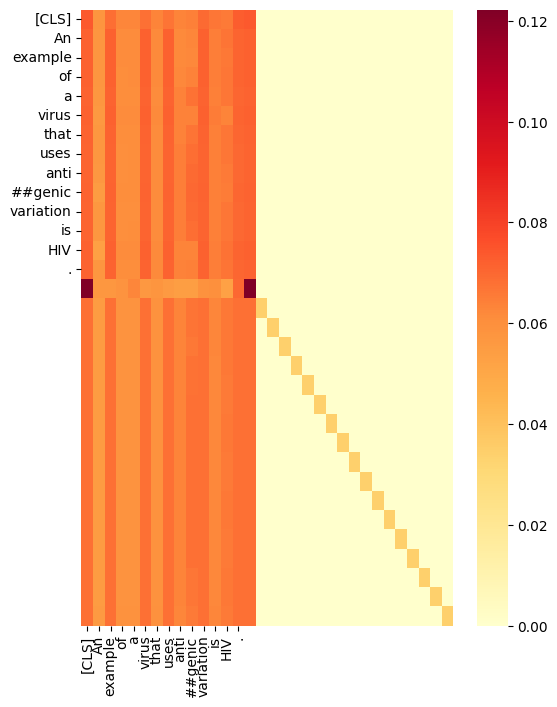 [CLS]
An
example
of
a
virus
that
uses
anti
##genic
variation
is
HIV
.
0.12
0.10
0.08
0.06
0.04
0.02
0.00
[CLS]
An
example
of
a
virus
that
uses
anti
##genic
variation
is
HIV
.